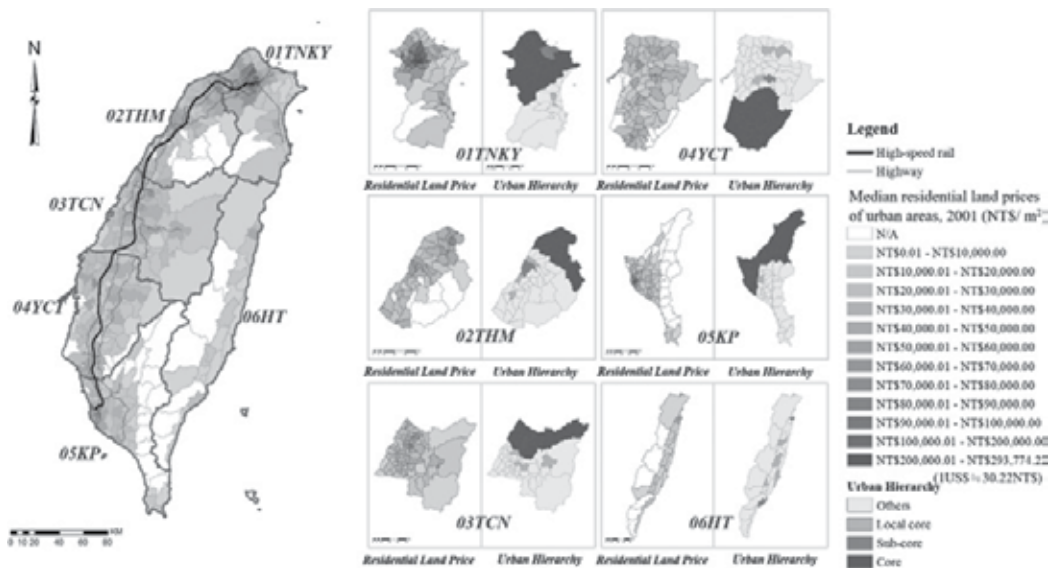 N
01TNKY
02THM
03TCN
04YCT
05KP
06HT
KM
0 10 20 40 60 80
01TNKY
Residential Land Price Urban Hierarchy
04YCT
Residential Land Price Urban Hierarchy
02THM
Residential Land Price Urban Hierarchy
05KP
Residential Land Price Urban Hierarchy
03TCN
Residential Land Price Urban Hierarchy
06HT
Residential Land Price Urban Hierarchy
Legend
High-speed rail
Highway
Median residential land prices
of urban areas, 2001 (NT$/ m²
N/A
NT$0.01 - NT$10,000.00
NT$10,000.01 - NT$20,000.00
NT$20,000.01 - NT$30,000.00
NT$30,000.01 - NT$40,000.00
NT$40,000.01 - NT$50,000.00
NT$50,000.01 - NT$60,000.00
NT$60,000.01 - NT$70,000.00
NT$70,000.01 - NT$80,000.00
NT$80,000.01 - NT$90,000.00
NT$90,000.01 - NT$100,000.00
NT$100,000.01 - NT$200,000.00
NT$200,000.01 - NT$293,774.22
(1US$≒30.22NT$)
Urban Hierarchy
Others
Local core
Sub-core
Core